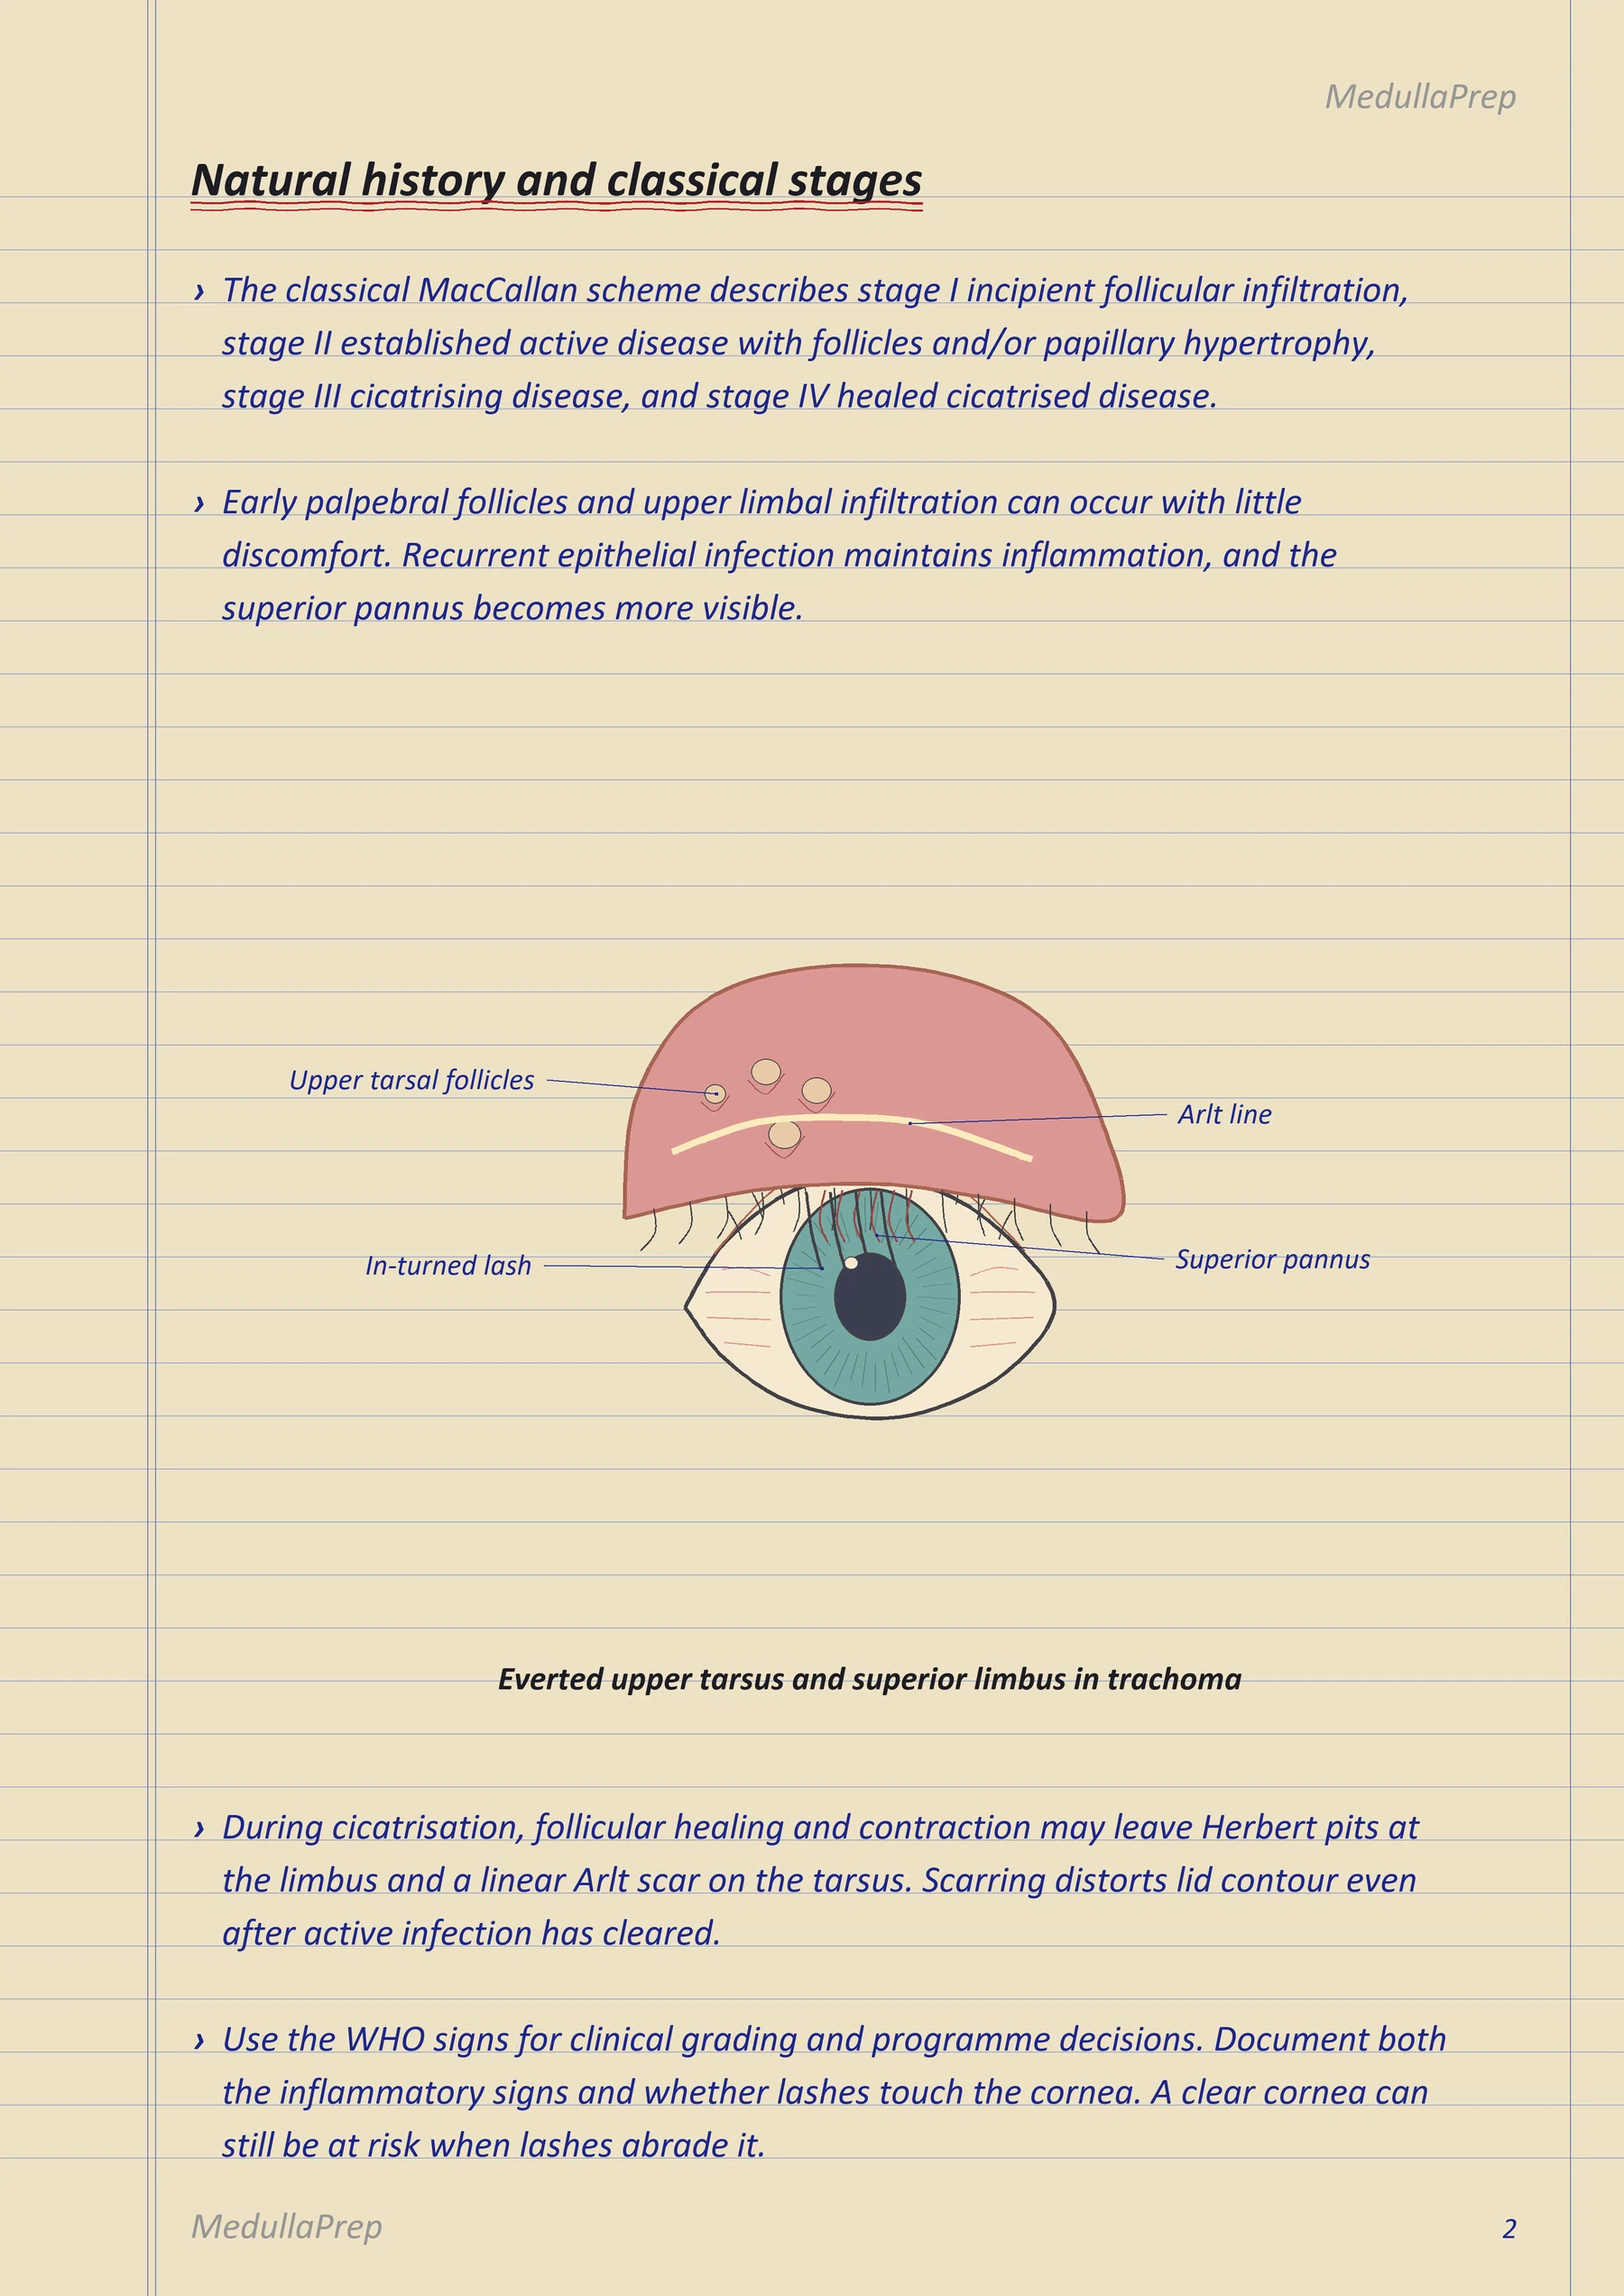 MedullaPrep
Natural history and classical stages
› The classical MacCallan scheme describes stage I incipient follicular infiltration,
stage II established active disease with follicles and/or papillary hypertrophy,
stage III cicatrising disease, and stage IV healed cicatrised disease.
› Early palpebral follicles and upper limbal infiltration can occur with little
discomfort. Recurrent epithelial infection maintains inflammation, and the
superior pannus becomes more visible.
Upper tarsal follicles
Arlt line
In-turned lash
Superior pannus
Everted upper tarsus and superior limbus in trachoma
› During cicatrisation, follicular healing and contraction may leave Herbert pits at
the limbus and a linear Arlt scar on the tarsus. Scarring distorts lid contour even
after active infection has cleared.
› Use the WHO signs for clinical grading and programme decisions. Document both
the inflammatory signs and whether lashes touch the cornea. A clear cornea can
still be at risk when lashes abrade it.
MedullaPrep
2